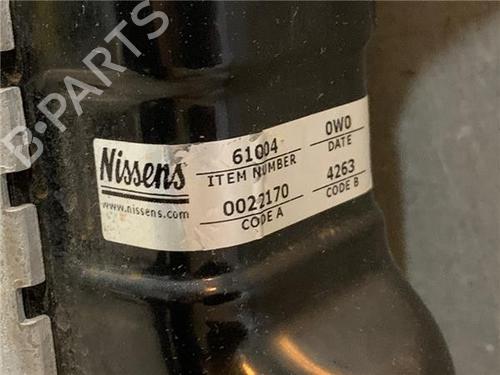 B-PARTS
Nissens
www.nissens.com
61004
ITEM NUMBER
0W0
DATE
0022170
CODE A
4263
CODE B